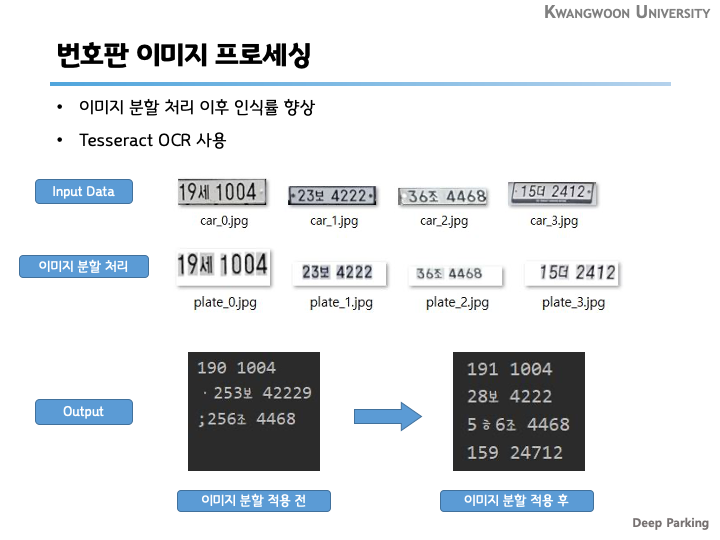 KWANGWOON UNIVERSITY
번호판 이미지 프로세싱
• 이미지 분할 처리 이후 인식률 향상
• Tesseract OCR 사용
Input Data
19세 1004
23보 4222
36조 4468
15더 2412
car_0.jpg
car_1.jpg
car_2.jpg
car_3.jpg
이미지 분할 처리
19세 1004
23보 4222
36조 4468
15더 2412
plate_0.jpg
plate_1.jpg
plate_2.jpg
plate_3.jpg
Output
190 1004
·253보 42229
;256조 4468
191 1004
28보 4222
5ㅎ6조 4468
159 24712
이미지 분할 적용 전
이미지 분할 적용 후
Deep Parking